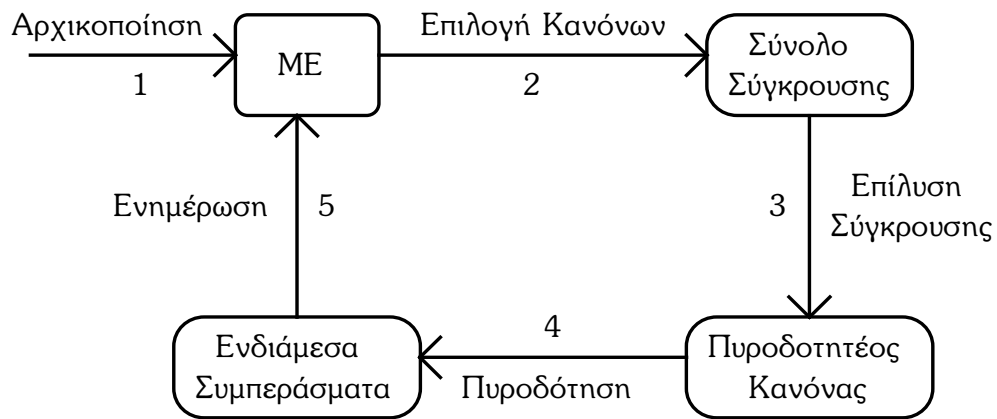 Αρχικοποίηση
1
ΜΕ
Επιλογή Κανόνων
2
Σύνολο
Σύγκρουσης
3
Επίλυση
Σύγκρουσης
Ενημέρωση
5
4
Πυροδότηση
Ενδιάμεσα
Συμπεράσματα
Πυροδοτητέος
Κανόνας